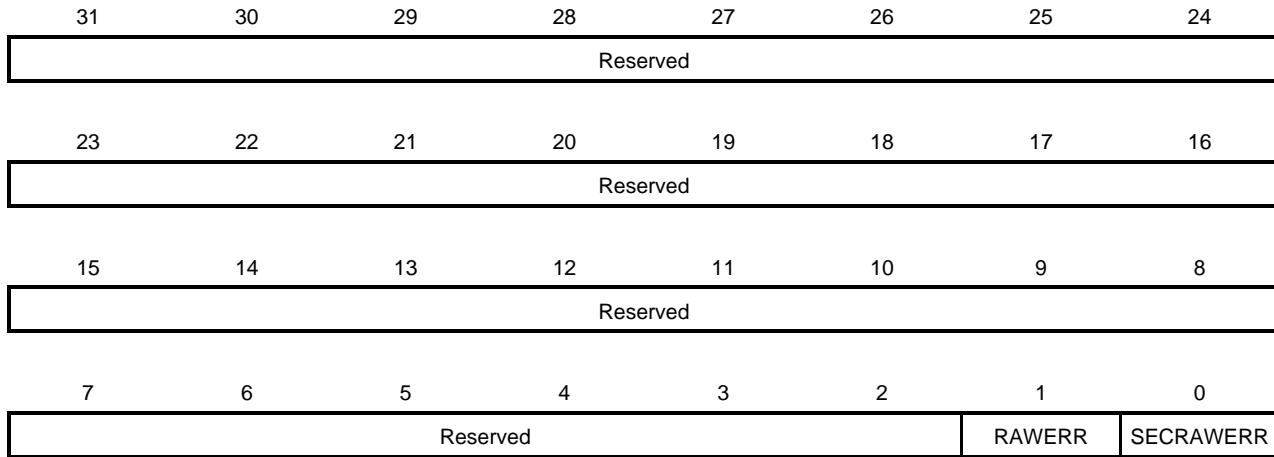 31 30 29 28 27 26 25 24
Reserved
23 22 21 20 19 18 17 16
Reserved
15 14 13 12 11 10 9 8
Reserved
7 6 5 4 3 2 1 0
Reserved RAWERR SECRAWERR